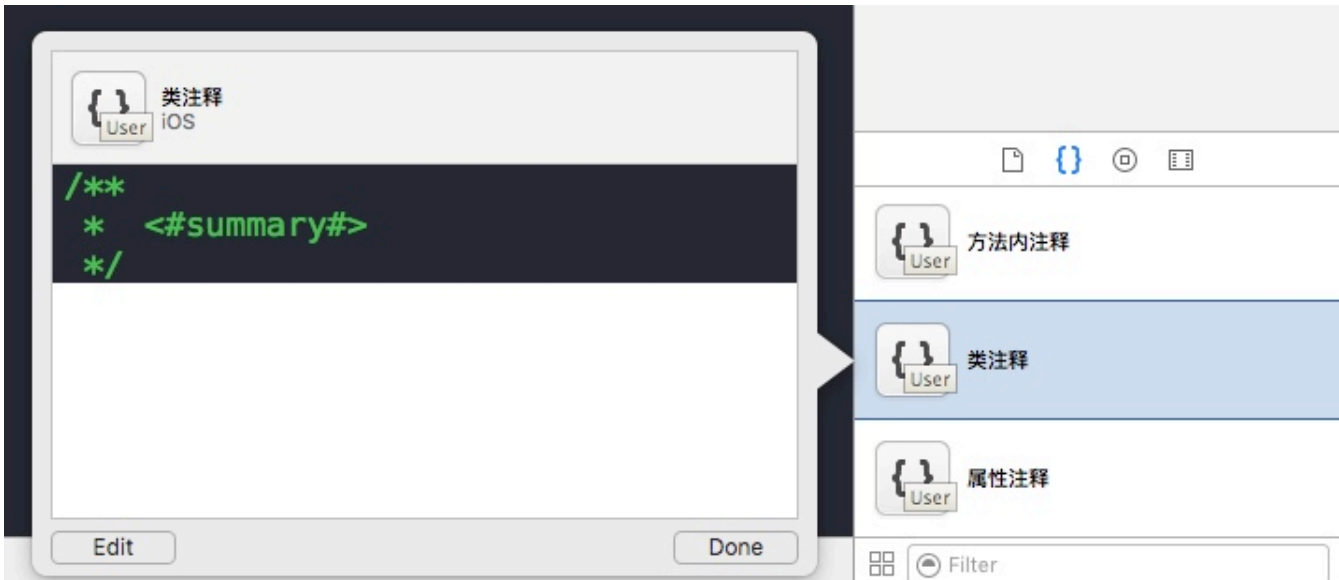 类注释
iOS
User
/**
 *  <#summary#>
 */
Edit
Done
方法内注释
User
类注释
User
属性注释
User
Filter